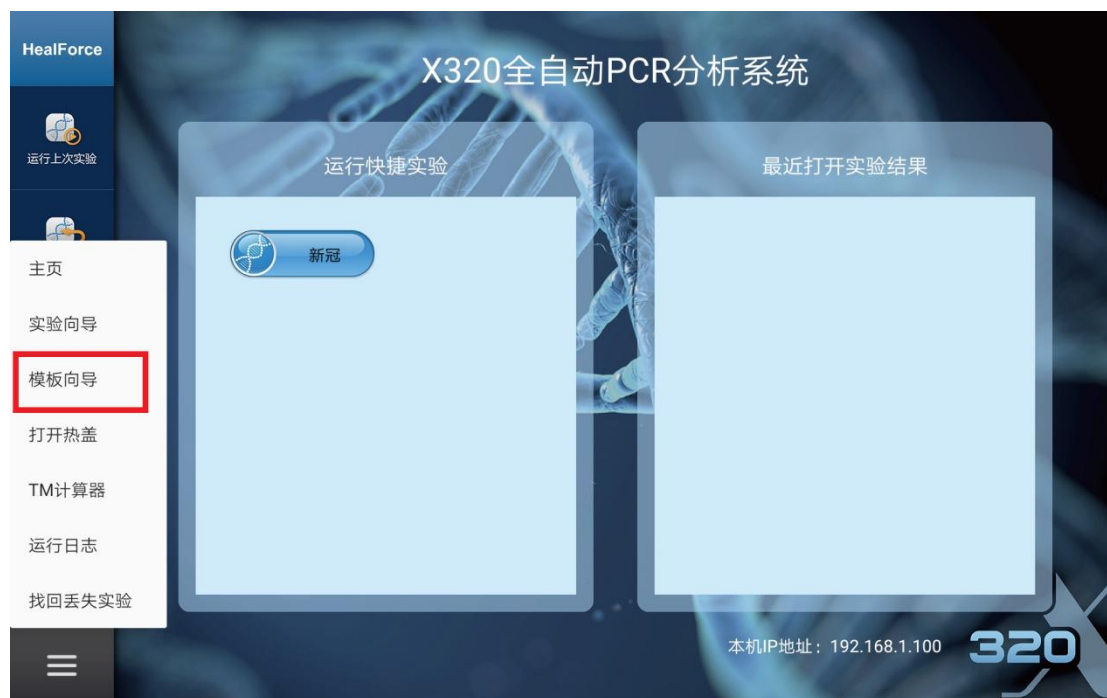 HealForce
X320全自动PCR分析系统
运行上次实验
运行快捷实验
最近打开实验结果
新冠
主页
实验向导
模板向导
打开热盖
TM计算器
运行日志
找回丢失实验
本机IP地址：192.168.1.100
320